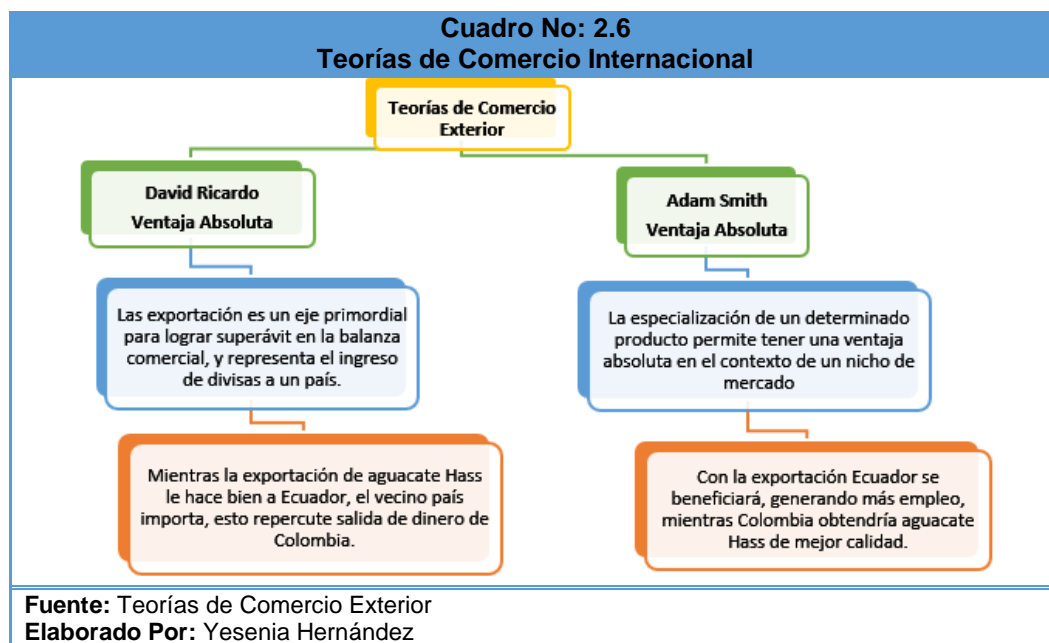 Cuadro No: 2.6
Teorías de Comercio Internacional
Teorías de Comercio
Exterior
David Ricardo
Ventaja Absoluta
Las exportación es un eje primordial
para lograr superávit en la balanza
comercial, y representa el ingreso
de divisas a un país.
Mientras la exportación de aguacate Hass
le hace bien a Ecuador, el vecino país
importa, esto repercute salida de dinero de
Colombia.
Adam Smith
Ventaja Absoluta
La especialización de un determinado
producto permite tener una ventaja
absoluta en el contexto de un nicho de
mercado
Con la exportación Ecuador se
beneficiará, generando más empleo,
mientras Colombia obtendría aguacate
Hass de mejor calidad.
Fuente: Teorías de Comercio Exterior
Elaborado Por: Yesenia Hernández